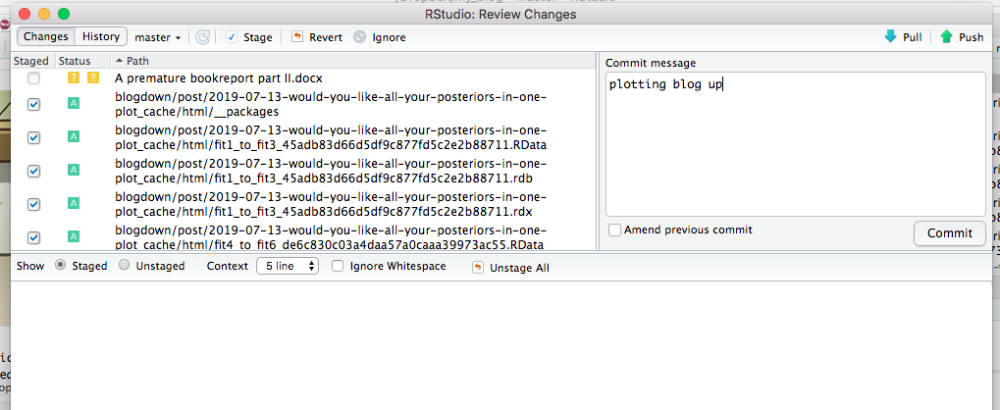 RStudio: Review Changes
Changes History master Stage Revert Ignore Pull Push
Staged Status Path
Commit message
A premature bookreport part II.docx
plotting blog up
blogdown/post/2019-07-13-would-you-like-all-your-posteriors-in-one-
plot_cache/html/__packages
blogdown/post/2019-07-13-would-you-like-all-your-posteriors-in-one-
plot_cache/html/fit1_to_fit3_45adb83d66d5df9c877fd5c2e2b88711.RData
blogdown/post/2019-07-13-would-you-like-all-your-posteriors-in-one-
plot_cache/html/fit1_to_fit3_45adb83d66d5df9c877fd5c2e2b88711.rdb
blogdown/post/2019-07-13-would-you-like-all-your-posteriors-in-one-
plot_cache/html/fit1_to_fit3_45adb83d66d5df9c877fd5c2e2b88711.rdx
blogdown/post/2019-07-13-would-you-like-all-your-posteriors-in-one-
plot_cache/html/fit4_to_fit6_de6c830c03a4daa57a0caaa39973ac55.RData
Amend previous commit
Commit
Show Staged Unstaged Context 5 line Ignore Whitespace Unstage All